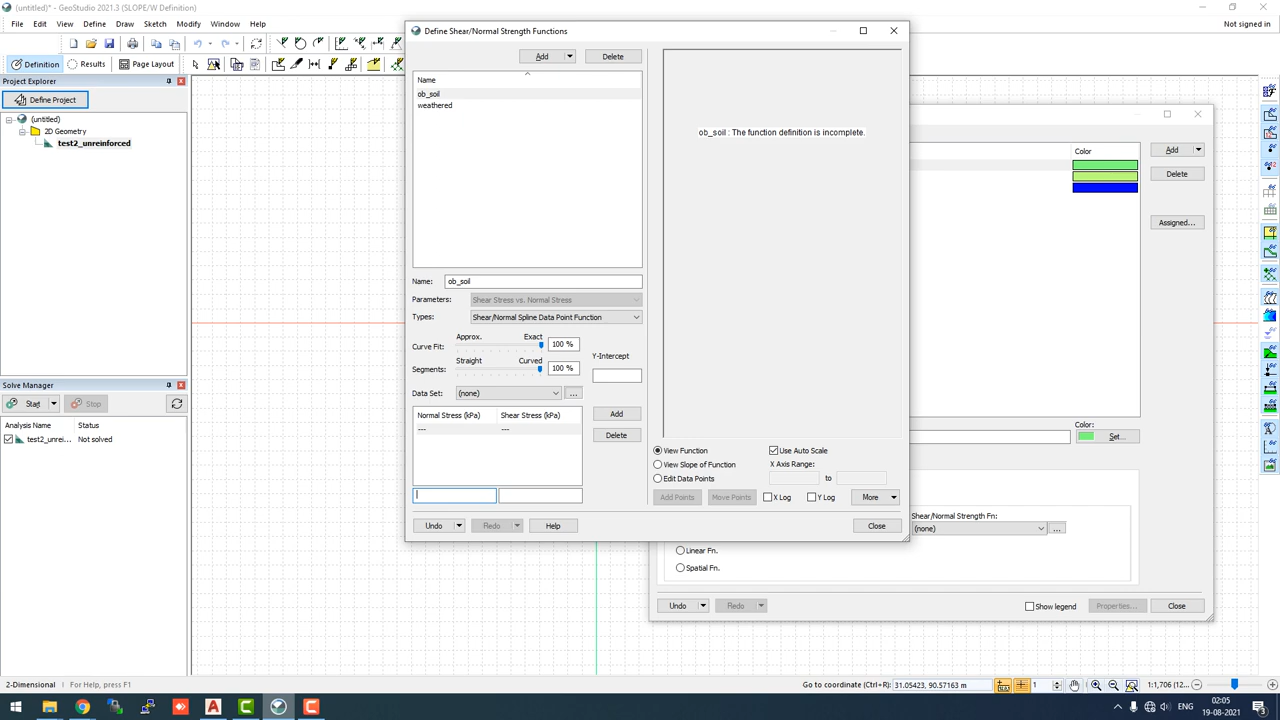 (untitled)* - GeoStudio 2021.3 (SLOPE/W Definition)
File Edit View Define Draw Sketch Modify Window Help
Not signed in
Definition Results Page Layout
Project Explorer
Define Project
(untitled)
2D Geometry
test2_unreinforced
Solve Manager
Start Stop
Analysis Name Status
test2_unrei... Not solved
Define Shear/Normal Strength Functions
Add Delete
Name
ob_soil
weathered
Name: ob_soil
Parameters: Shear Stress vs. Normal Stress
Types: Shear/Normal Spline Data Point Function
Approx. Exact
Curve Fit: 100 %
Straight Curved
Segments: 100 %
Y-Intercept
Data Set: (none) ...
Normal Stress (kPa) Shear Stress (kPa)
--- ---
Add
Delete
Undo Redo Help
ob_soil : The function definition is incomplete.
View Function
View Slope of Function
Edit Data Points
Use Auto Scale
X Axis Range:
to
Add Points Move Points X Log Y Log More
Close
Color
Add
Delete
Assigned...
Color:
Set...
Shear/Normal Strength Fn:
(none) ...
Linear Fn.
Spatial Fn.
Undo Redo Show legend Properties... Close
2-Dimensional For Help, press F1
Go to coordinate (Ctrl+R): 31.05423, 90.57163 m
1
1:1,706 (12...
ENG
02:05
19-08-2021
3